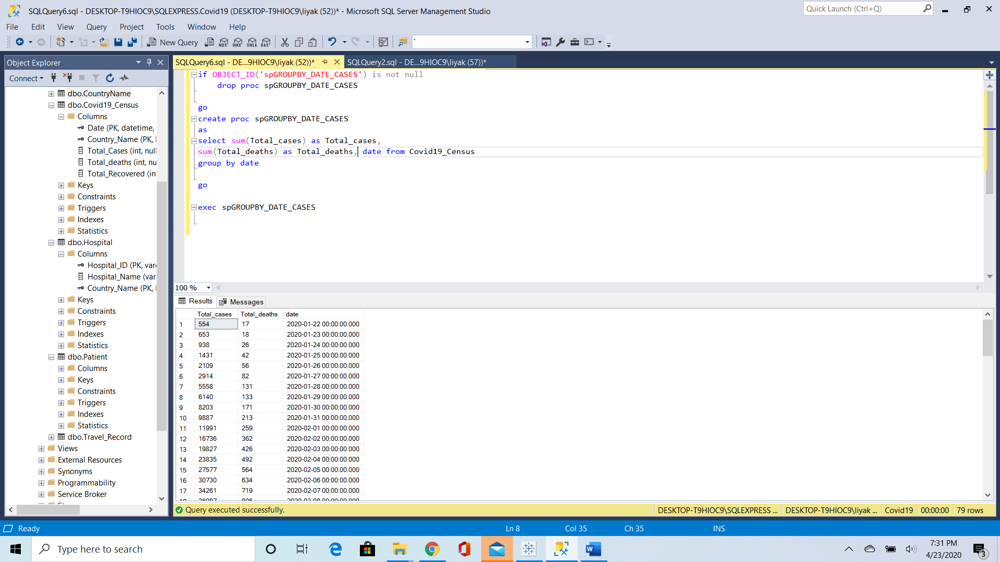 SQLQuery6.sql - DESKTOP-T9HIOC9\SQLEXPRESS.Covid19 (DESKTOP-T9HIOC9\liyak (52))* - Microsoft SQL Server Management Studio
Quick Launch (Ctrl+Q)
File Edit View Query Project Tools Window Help
New Query MDX DMX XMLA DAX `
Object Explorer
SQLQuery6.sql - DE...9HIOC9\liyak (52))*
SQLQuery2.sql - DE...9HIOC9\liyak (57))*
Connect
dbo.CountryName
dbo.Covid19_Census
Columns
Date (PK, datetime,
Country_Name (PK,
Total_Cases (int, null
Total_deaths (int, nu
Total_Recovered (in
Keys
Constraints
Triggers
Indexes
Statistics
dbo.Hospital
Columns
Hospital_ID (PK, var
Hospital_Name (var
Country_Name (PK,
Keys
Constraints
Triggers
Indexes
Statistics
dbo.Patient
Columns
Keys
Constraints
Triggers
Indexes
Statistics
dbo.Travel_Record
Views
External Resources
Synonyms
Programmability
Service Broker
if OBJECT_ID('spGROUPBY_DATE_CASES') is not null
drop proc spGROUPBY_DATE_CASES
go
create proc spGROUPBY_DATE_CASES
as
select sum(Total_cases) as Total_cases,
sum(Total_deaths) as Total_deaths, date from Covid19_Census
group by date
go
exec spGROUPBY_DATE_CASES
100 %
Results Messages
Total_cases Total_deaths date
1 554 17 2020-01-22 00:00:00.000
2 653 18 2020-01-23 00:00:00.000
3 938 26 2020-01-24 00:00:00.000
4 1431 42 2020-01-25 00:00:00.000
5 2109 56 2020-01-26 00:00:00.000
6 2914 82 2020-01-27 00:00:00.000
7 5558 131 2020-01-28 00:00:00.000
8 6140 133 2020-01-29 00:00:00.000
9 8203 171 2020-01-30 00:00:00.000
10 9887 213 2020-01-31 00:00:00.000
11 11991 259 2020-02-01 00:00:00.000
12 16736 362 2020-02-02 00:00:00.000
13 19827 426 2020-02-03 00:00:00.000
14 23835 492 2020-02-04 00:00:00.000
15 27577 564 2020-02-05 00:00:00.000
16 30730 634 2020-02-06 00:00:00.000
17 34261 719 2020-02-07 00:00:00.000
Query executed successfully.
DESKTOP-T9HIOC9\SQLEXPRESS ... DESKTOP-T9HIOC9\liyak ... Covid19 00:00:00 79 rows
Ready Ln 8 Col 35 Ch 35 INS
Type here to search
7:31 PM
4/23/2020
3